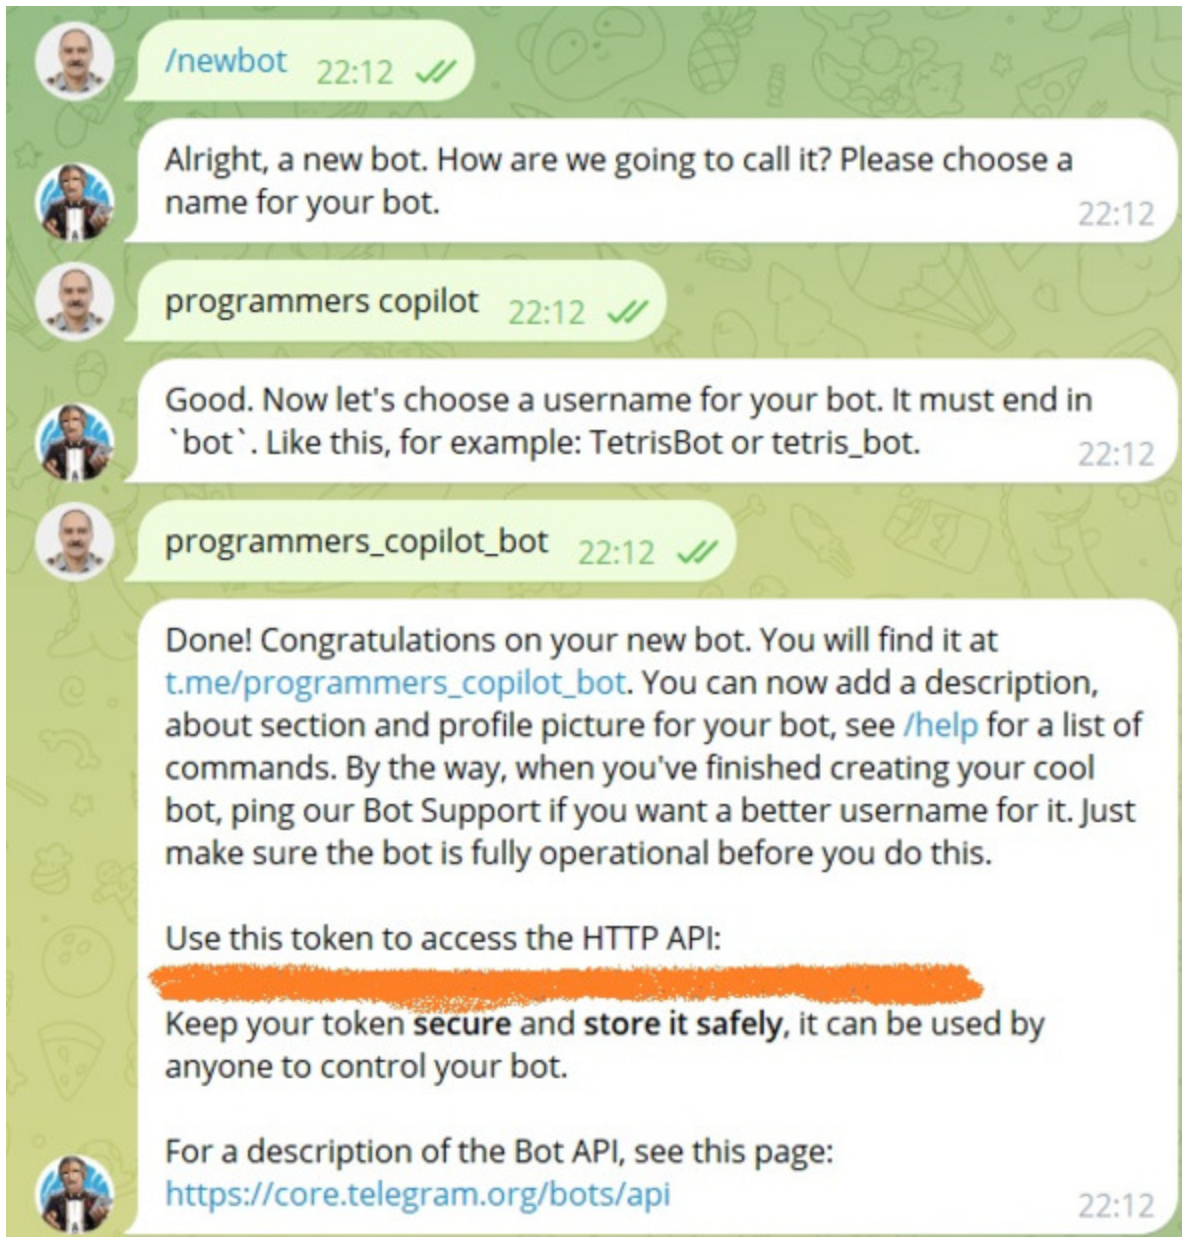 /newbot 22:12
Alright, a new bot. How are we going to call it? Please choose a
name for your bot.
22:12
programmers copilot 22:12
Good. Now let's choose a username for your bot. It must end in
`bot`. Like this, for example: TetrisBot or tetris_bot.
22:12
programmers_copilot_bot 22:12
Done! Congratulations on your new bot. You will find it at
t.me/programmers_copilot_bot. You can now add a description,
about section and profile picture for your bot, see /help for a list of
commands. By the way, when you've finished creating your cool
bot, ping our Bot Support if you want a better username for it. Just
make sure the bot is fully operational before you do this.
Use this token to access the HTTP API:
Keep your token secure and store it safely, it can be used by
anyone to control your bot.
For a description of the Bot API, see this page:
https://core.telegram.org/bots/api
22:12